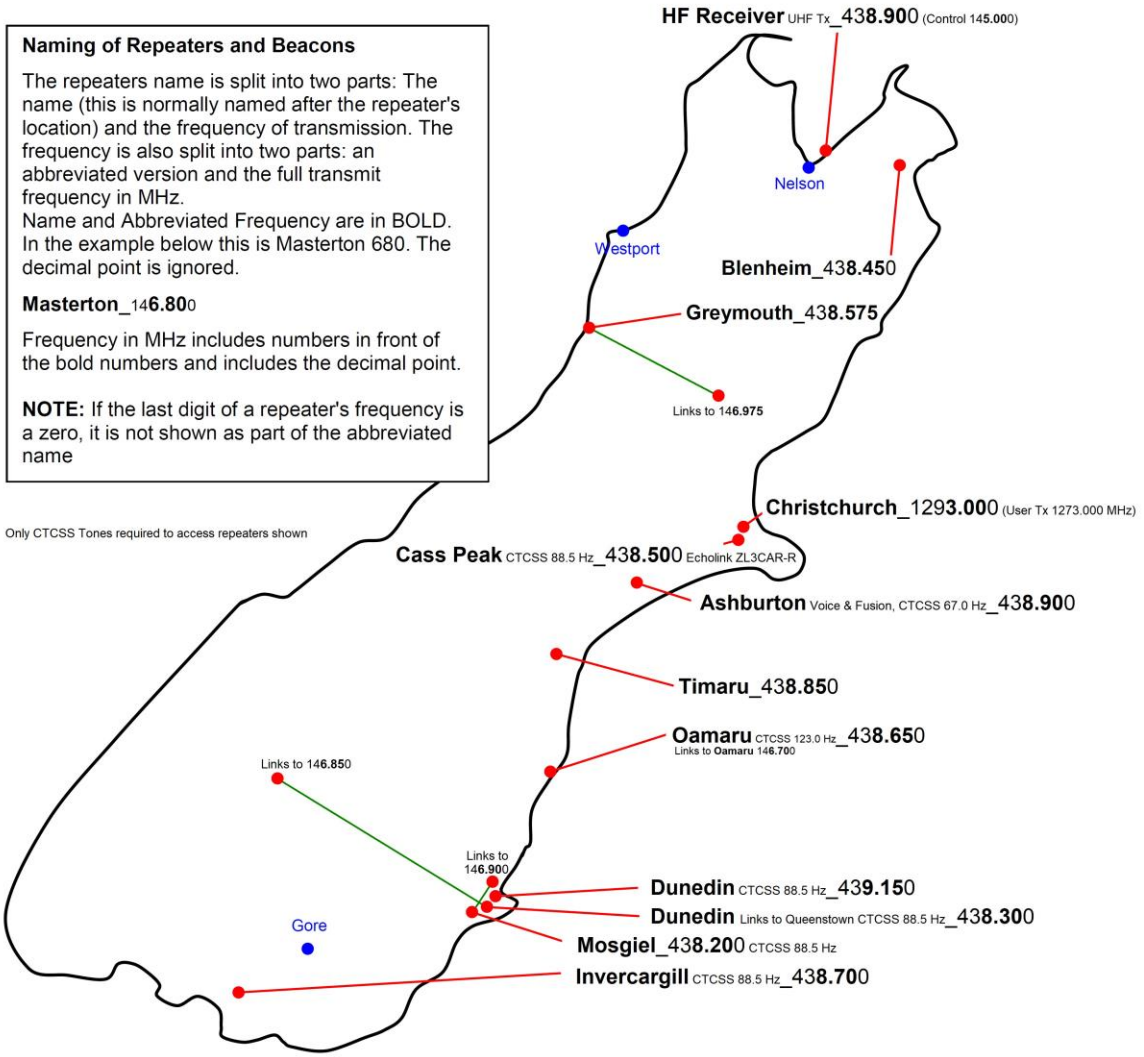 HF Receiver UHF Tx_438.900 (Control 145.000)
Naming of Repeaters and Beacons
The repeaters name is split into two parts: The
name (this is normally named after the repeater's
location) and the frequency of transmission. The
frequency is also split into two parts: an
abbreviated version and the full transmit
frequency in MHz.
Name and Abbreviated Frequency are in BOLD.
In the example below this is Masterton 680. The
decimal point is ignored.
Masterton_146.800
Frequency in MHz includes numbers in front of
the bold numbers and includes the decimal point.
NOTE: If the last digit of a repeater's frequency is
a zero, it is not shown as part of the abbreviated
name
Nelson
Westport
Blenheim_438.450
Greymouth_438.575
Links to 146.975
Only CTCSS Tones required to access repeaters shown
Christchurch_1293.000 (User Tx 1273.000 MHz)
Cass Peak CTCSS 88.5 Hz_438.500 Echolink ZL3CAR-R
Ashburton Voice & Fusion, CTCSS 67.0 Hz_438.900
Timaru_438.850
Oamaru CTCSS 123.0 Hz_438.650
Links to Oamaru 146.700
Links to 146.850
Links to
146.900
Dunedin CTCSS 88.5 Hz_439.150
Dunedin Links to Queenstown CTCSS 88.5 Hz_438.300
Gore
Mosgiel_438.200 CTCSS 88.5 Hz
Invercargill CTCSS 88.5 Hz_438.700